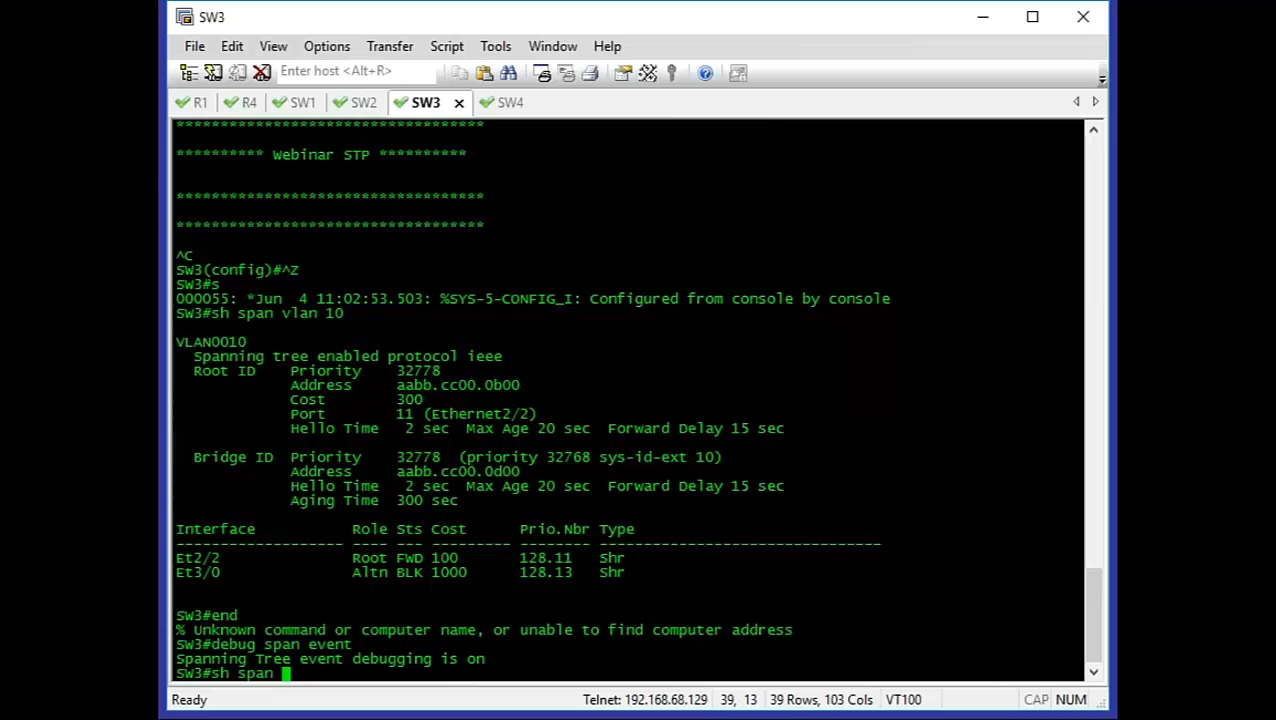 SW3
File Edit View Options Transfer Script Tools Window Help
Enter host <Alt+R>
R1 R4 SW1 SW2 SW3 SW4
***********************************
********** Webinar STP **********
***********************************
***********************************
^C
SW3(config)#^Z
SW3#s
000055: *Jun  4 11:02:53.503: %SYS-5-CONFIG_I: Configured from console by console
SW3#sh span vlan 10
VLAN0010
Spanning tree enabled protocol ieee
Root ID Priority 32778
Address aabb.cc00.0b00
Cost 300
Port 11 (Ethernet2/2)
Hello Time 2 sec Max Age 20 sec Forward Delay 15 sec
Bridge ID Priority 32778 (priority 32768 sys-id-ext 10)
Address aabb.cc00.0d00
Hello Time 2 sec Max Age 20 sec Forward Delay 15 sec
Aging Time 300 sec
Interface Role Sts Cost Prio.Nbr Type
------------------- ---- --- --------- -------- --------------------------------
Et2/2 Root FWD 100 128.11 Shr
Et3/0 Altn BLK 1000 128.13 Shr
SW3#end
% Unknown command or computer name, or unable to find computer address
SW3#debug span event
Spanning Tree event debugging is on
SW3#sh span
Ready Telnet: 192.168.68.129 39, 13 39 Rows, 103 Cols VT100 CAP NUM